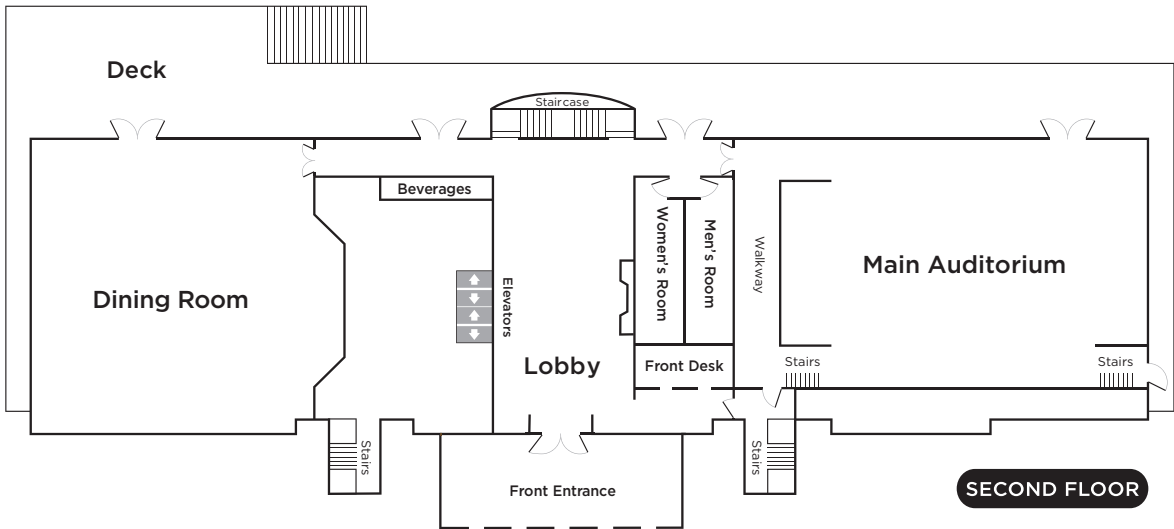 Deck
Staircase
Beverages
Women's Room
Men's Room
Walkway
Main Auditorium
Dining Room
Elevators
Lobby
Front Desk
Stairs
Stairs
Stairs
Stairs
Front Entrance
SECOND FLOOR